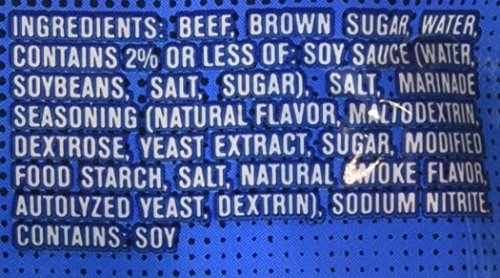 INGREDIENTS: BEEF, BROWN SUGAR, WATER,
CONTAINS 2% OR LESS OF: SOY SAUCE (WATER,
SOYBEANS, SALT, SUGAR), SALT, MARINADE
SEASONING (NATURAL FLAVOR, MALTODEXTRIN,
DEXTROSE, YEAST EXTRACT, SUGAR, MODIFIED
FOOD STARCH, SALT, NATURAL SMOKE FLAVOR,
AUTOLYZED YEAST, DEXTRIN), SODIUM NITRITE.
CONTAINS: SOY